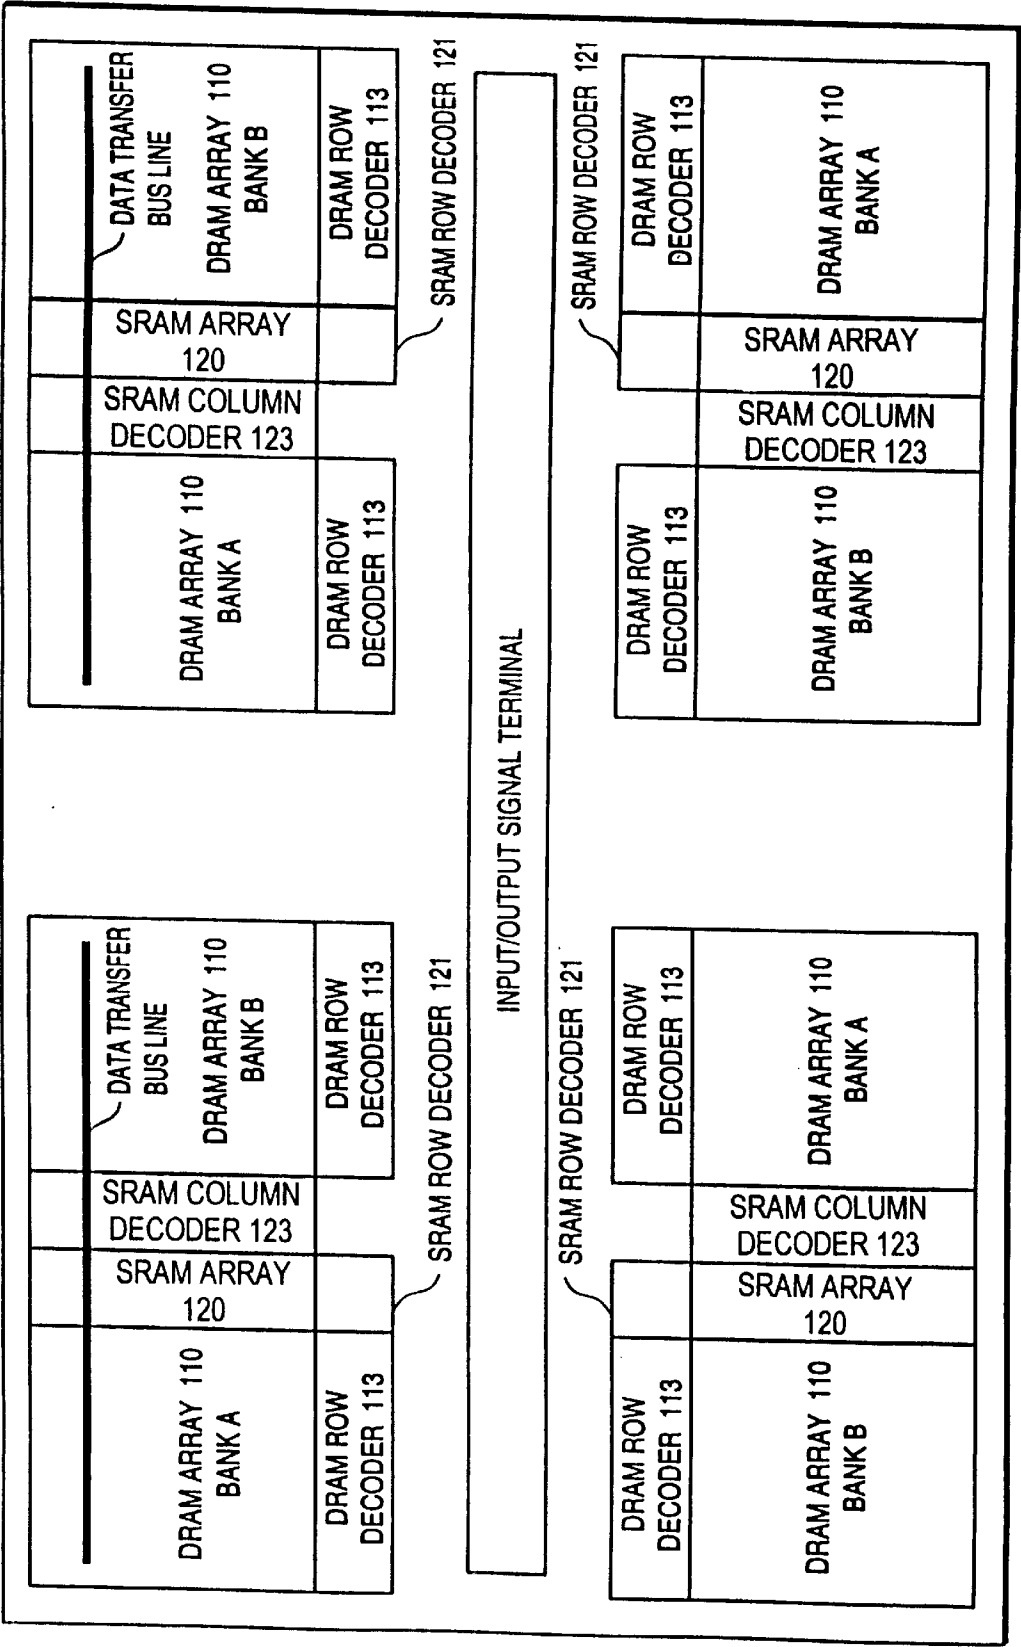 DATA TRANSFER
BUS LINE
DRAM ARRAY 110
BANK B
DRAM ROW
DECODER 113
SRAM ROW DECODER 121
SRAM ARRAY
120
SRAM COLUMN
DECODER 123
DRAM ARRAY 110
BANK A
DRAM ROW
DECODER 113
SRAM ROW DECODER 121
DRAM ROW
DECODER 113
DRAM ARRAY 110
BANK A
SRAM ARRAY
120
SRAM COLUMN
DECODER 123
DRAM ROW
DECODER 113
DRAM ARRAY 110
BANK B
INPUT/OUTPUT SIGNAL TERMINAL
DATA TRANSFER
BUS LINE
DRAM ARRAY 110
BANK B
DRAM ROW
DECODER 113
SRAM ROW DECODER 121
SRAM COLUMN
DECODER 123
SRAM ARRAY
120
DRAM ARRAY 110
BANK A
DRAM ROW
DECODER 113
SRAM ROW DECODER 121
DRAM ROW
DECODER 113
DRAM ARRAY 110
BANK A
SRAM COLUMN
DECODER 123
SRAM ARRAY
120
DRAM ROW
DECODER 113
DRAM ARRAY 110
BANK B